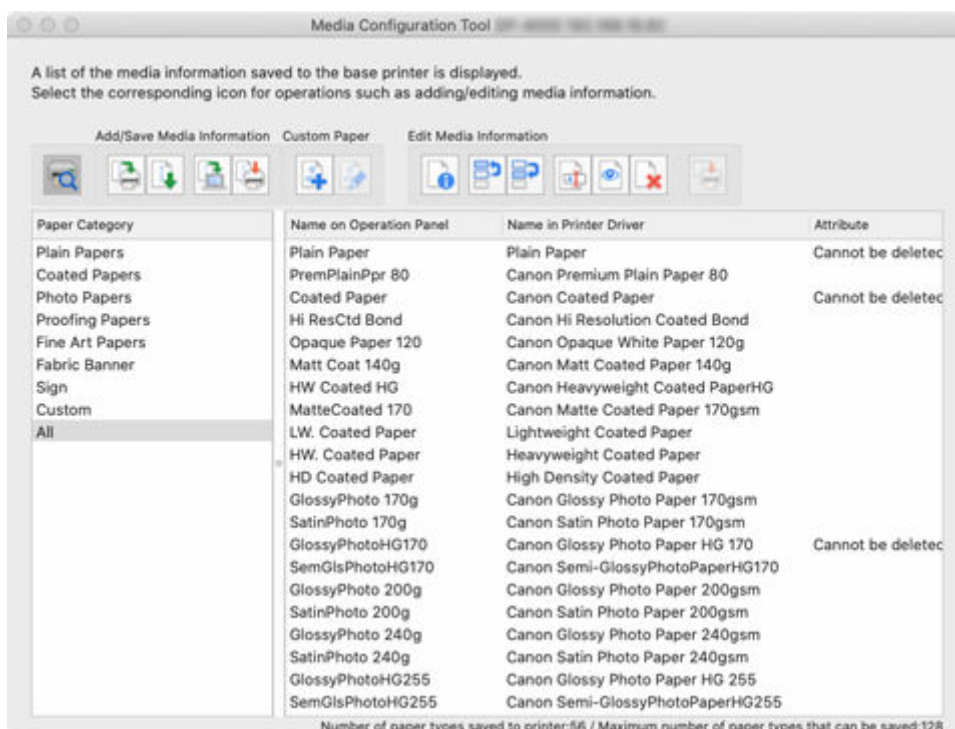 Media Configuration Tool
A list of the media information saved to the base printer is displayed.
Select the corresponding icon for operations such as adding/editing media information.
Add/Save Media Information Custom Paper Edit Media Information
Paper Category
Plain Papers
Coated Papers
Photo Papers
Proofing Papers
Fine Art Papers
Fabric Banner
Sign
Custom
All
Name on Operation Panel Name in Printer Driver Attribute
Plain Paper Plain Paper Cannot be deleted
PremPlainPpr 80 Canon Premium Plain Paper 80
Coated Paper Canon Coated Paper Cannot be deleted
Hi ResCtd Bond Canon Hi Resolution Coated Bond
Opaque Paper 120 Canon Opaque White Paper 120g
Matt Coat 140g Canon Matt Coated Paper 140g
HW Coated HG Canon Heavyweight Coated PaperHG
MatteCoated 170 Canon Matte Coated Paper 170gsm
LW. Coated Paper Lightweight Coated Paper
HW. Coated Paper Heavyweight Coated Paper
HD Coated Paper High Density Coated Paper
GlossyPhoto 170g Canon Glossy Photo Paper 170gsm
SatinPhoto 170g Canon Satin Photo Paper 170gsm
GlossyPhotoHG170 Canon Glossy Photo Paper HG 170 Cannot be deleted
SemGlsPhotoHG170 Canon Semi-GlossyPhotoPaperHG170
GlossyPhoto 200g Canon Glossy Photo Paper 200gsm
SatinPhoto 200g Canon Satin Photo Paper 200gsm
GlossyPhoto 240g Canon Glossy Photo Paper 240gsm
SatinPhoto 240g Canon Satin Photo Paper 240gsm
GlossyPhotoHG255 Canon Glossy Photo Paper HG 255
SemGlsPhotoHG255 Canon Semi-GlossyPhotoPaperHG255
Number of paper types saved to printer:56 / Maximum number of paper types that can be saved:128